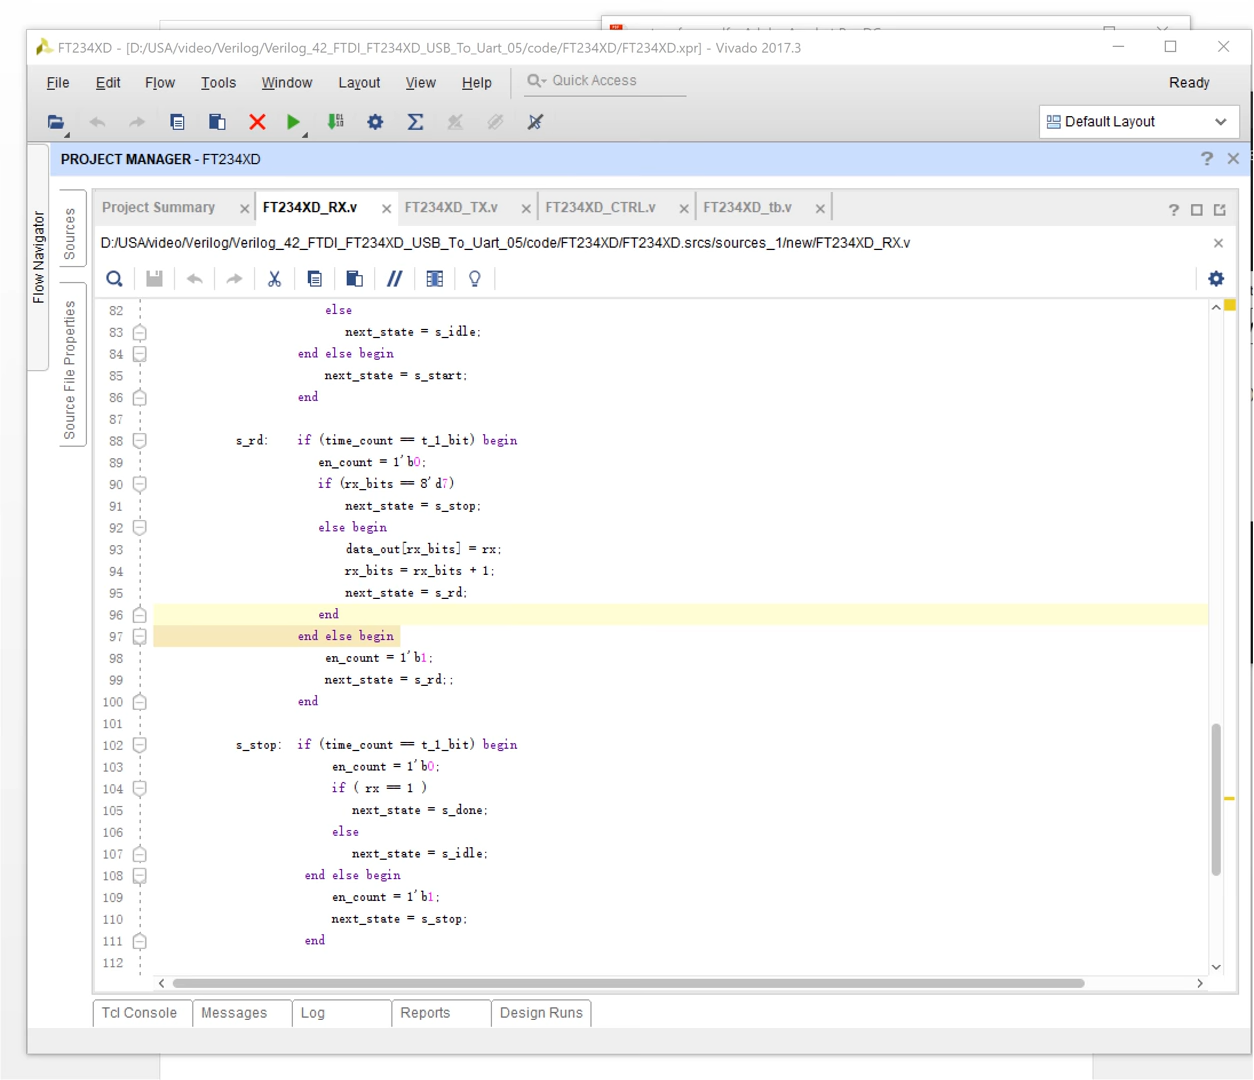 FT234XD - [D:/USA/video/Verilog/Verilog_42_FTDI_FT234XD_USB_To_Uart_05/code/FT234XD/FT234XD.xpr] - Vivado 2017.3
File Edit Flow Tools Window Layout View Help Quick Access Ready
Default Layout
PROJECT MANAGER - FT234XD
Flow Navigator
Sources
Source File Properties
Project Summary FT234XD_RX.v FT234XD_TX.v FT234XD_CTRL.v FT234XD_tb.v
D:/USA/video/Verilog/Verilog_42_FTDI_FT234XD_USB_To_Uart_05/code/FT234XD/FT234XD.srcs/sources_1/new/FT234XD_RX.v
82 else
83 next_state = s_idle;
84 end else begin
85 next_state = s_start;
86 end
87
88 s_rd: if (time_count == t_1_bit) begin
89 en_count = 1'b0;
90 if (rx_bits == 8'd7)
91 next_state = s_stop;
92 else begin
93 data_out[rx_bits] = rx;
94 rx_bits = rx_bits + 1;
95 next_state = s_rd;
96 end
97 end else begin
98 en_count = 1'b1;
99 next_state = s_rd;;
100 end
101
102 s_stop: if (time_count == t_1_bit) begin
103 en_count = 1'b0;
104 if ( rx == 1 )
105 next_state = s_done;
106 else
107 next_state = s_idle;
108 end else begin
109 en_count = 1'b1;
110 next_state = s_stop;
111 end
112
Tcl Console Messages Log Reports Design Runs